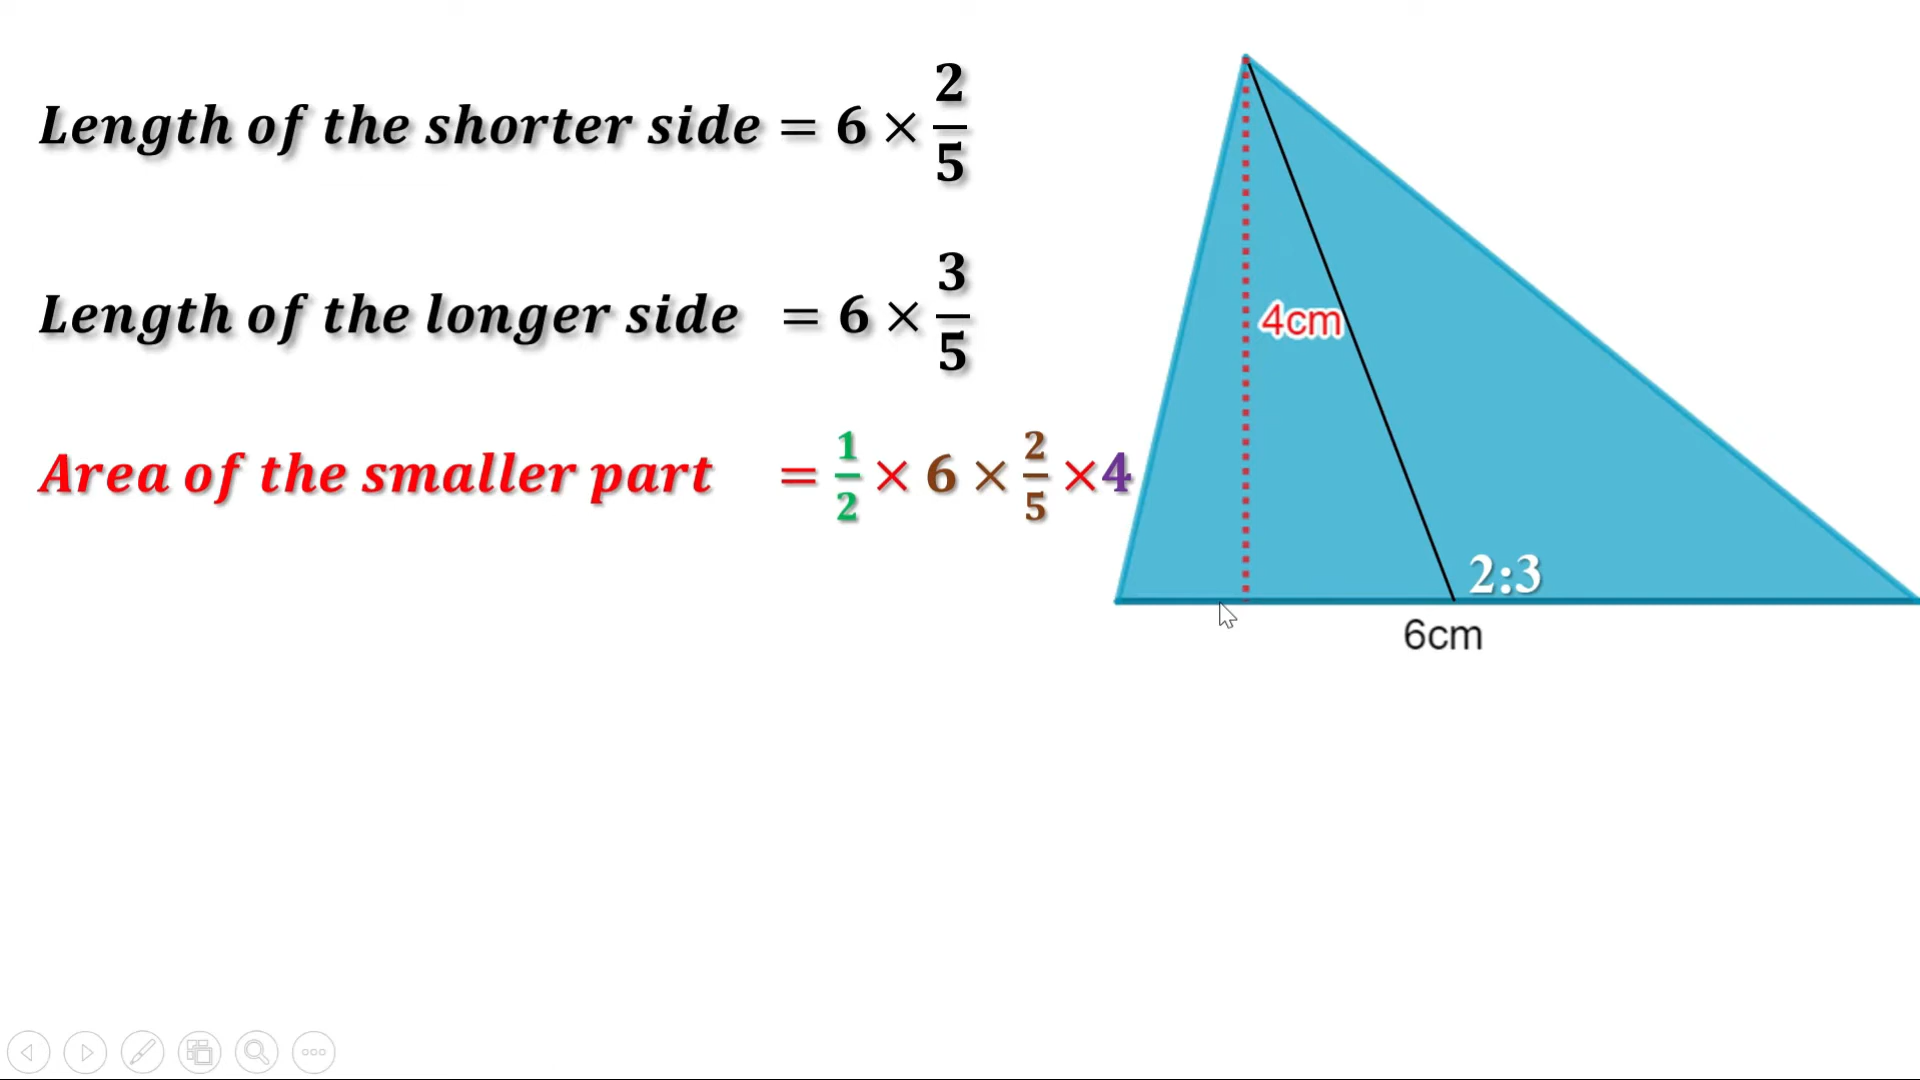 Length of the shorter side = 6 × 2/5
Length of the longer side = 6 × 3/5
4cm
Area of the smaller part = 1/2 × 6 × 2/5 ×4
2:3
6cm